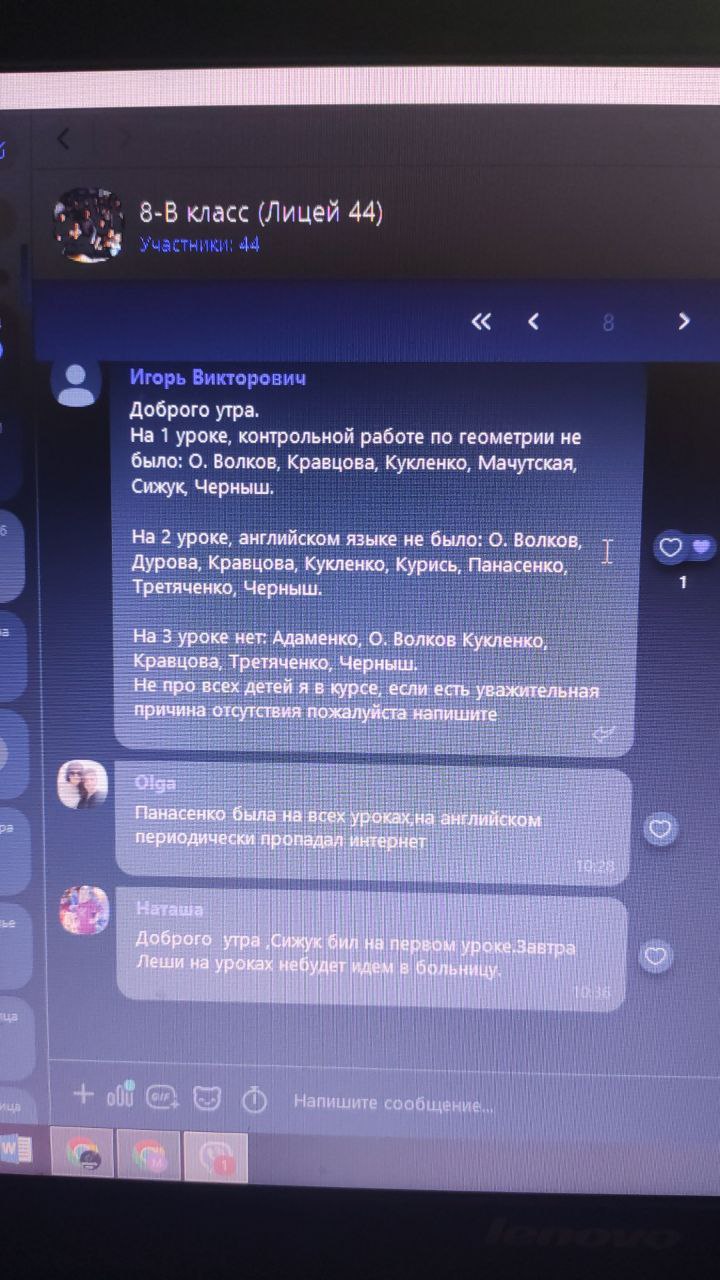 8-В класс (Лицей 44)
Участники: 44
8
Игорь Викторович
Доброго утра.
На 1 уроке, контрольной работе по геометрии не
было: О. Волков, Кравцова, Кукленко, Мачутская,
Сижук, Черныш.
На 2 уроке, английском языке не было: О. Волков,
Дурова, Кравцова, Кукленко, Курись, Панасенко,
Третяченко, Черныш.
1
На 3 уроке нет: Адаменко, О. Волков Кукленко,
Кравцова, Третяченко, Черныш.
Не про всех детей я в курсе, если есть уважительная
причина отсутствия пожалуйста напишите
Olga
Панасенко была на всех уроках,на английском
периодически пропадал интернет
10:28
Наташа
Доброго утра ,Сижук бил на первом уроке.Завтра
Леши на уроках небудет идем в больницу.
10:36
GIF
Напишите сообщение...
W
1
lenovo